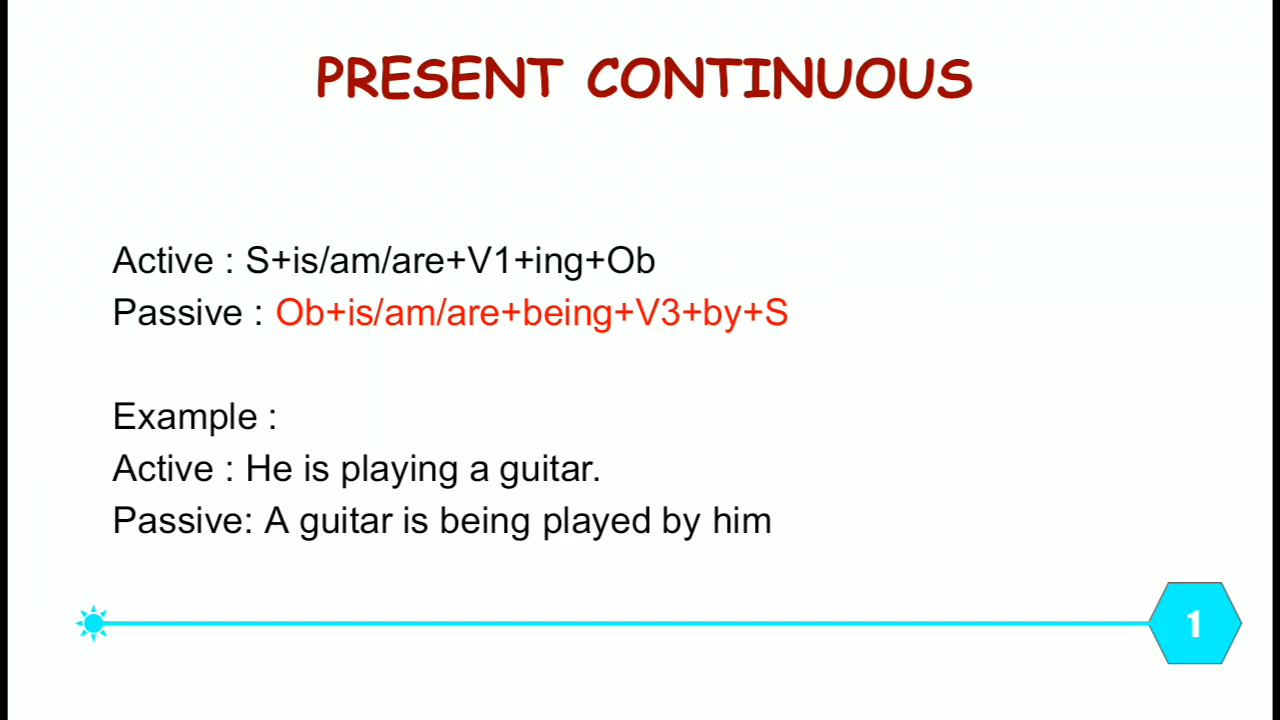 PRESENT CONTINUOUS
Active : S+is/am/are+V1+ing+Ob
Passive : Ob+is/am/are+being+V3+by+S
Example :
Active : He is playing a guitar.
Passive: A guitar is being played by him
1